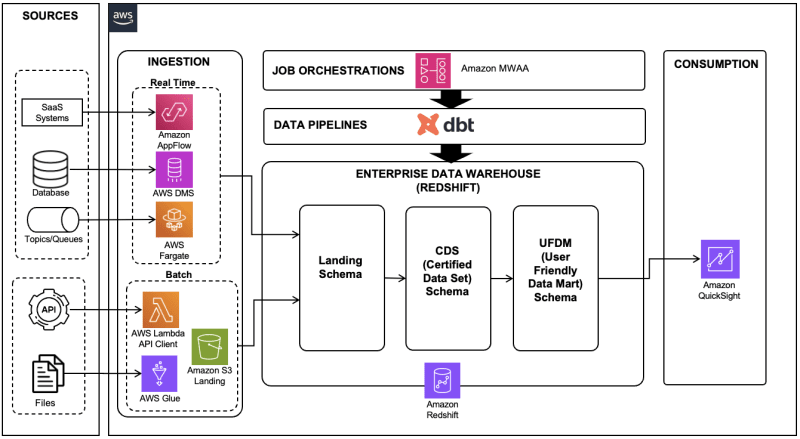 SOURCES
SaaS
Systems
Database
Topics/Queues
API
Files
aws
INGESTION
Real Time
Amazon
AppFlow
AWS DMS
AWS
Fargate
Batch
AWS Lambda
API Client
Amazon S3
Landing
AWS Glue
JOB ORCHESTRATIONS
Amazon MWAA
DATA PIPELINES
dbt
ENTERPRISE DATA WAREHOUSE
(REDSHIFT)
Landing
Schema
CDS
(Certified
Data Set)
Schema
UFDM
(User
Friendly
Data Mart)
Schema
Amazon
Redshift
CONSUMPTION
Amazon
QuickSight